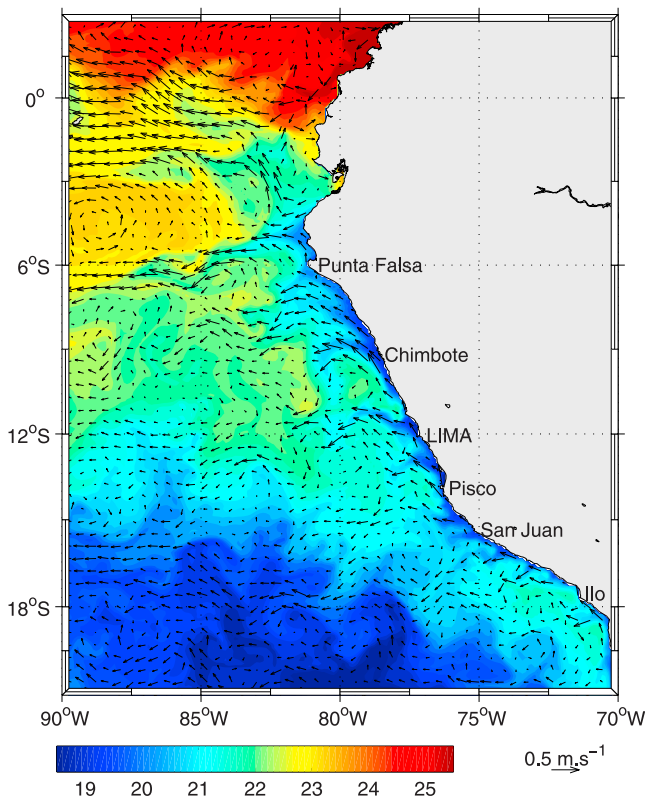 0°
6°S
Punta Falsa
Chimbote
12°S
LIMA
Pisco
San Juan
18°S
Ilo
90°W 85°W 80°W 75°W 70°W
19 20 21 22 23 24 25
0.5 m.s⁻¹